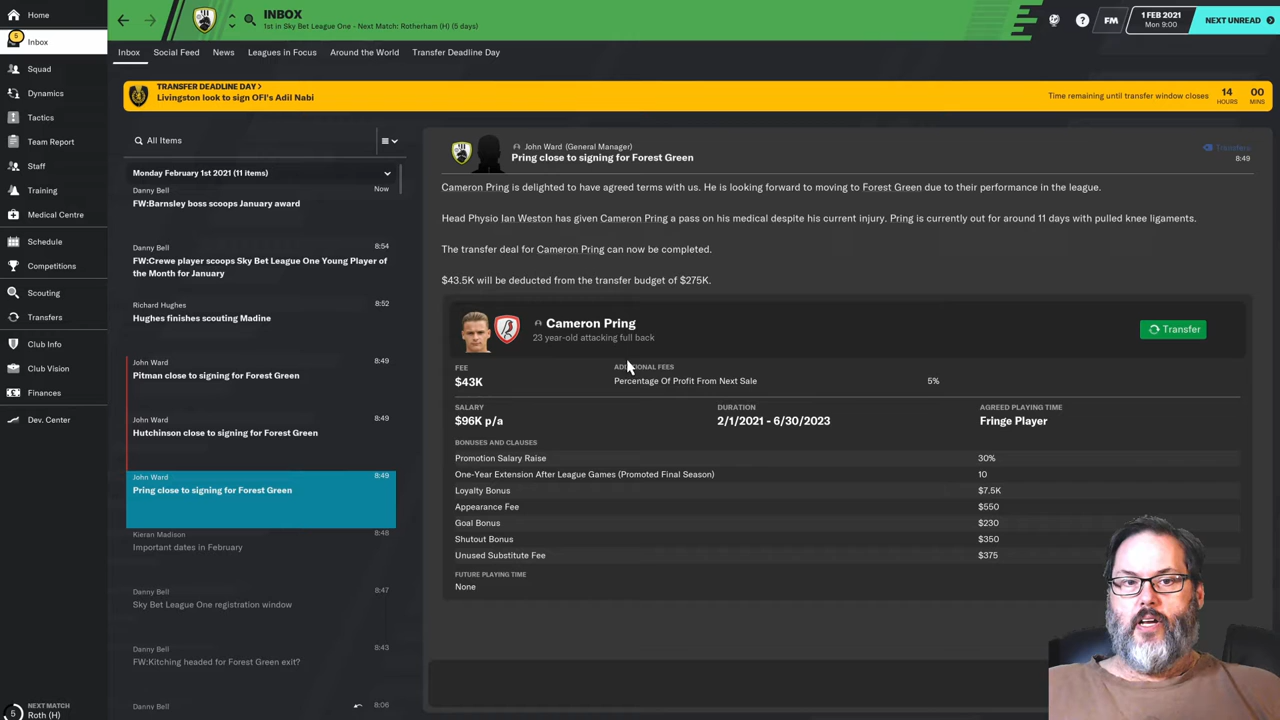 Home
5
Inbox
Squad
Dynamics
Tactics
Team Report
Staff
Training
Medical Centre
Schedule
Competitions
Scouting
Transfers
Club Info
Club Vision
Finances
Dev. Center
5
NEXT MATCH
Roth (H)
INBOX
1st in Sky Bet League One - Next Match: Rotherham (H) (5 days)
?
FM
1 FEB 2021
Mon 9:00
NEXT UNREAD
Inbox
Social Feed
News
Leagues in Focus
Around the World
Transfer Deadline Day
TRANSFER DEADLINE DAY >
Livingston look to sign OFI's Adil Nabi
Time remaining until transfer window closes
14
HOURS
00
MINS
All Items
Monday February 1st 2021 (11 items)
Danny Bell
Now
FW:Barnsley boss scoops January award
Danny Bell
8:54
FW:Crewe player scoops Sky Bet League One Young Player of
the Month for January
Richard Hughes
8:52
Hughes finishes scouting Madine
John Ward
8:49
Pitman close to signing for Forest Green
John Ward
8:49
Hutchinson close to signing for Forest Green
John Ward
8:49
Pring close to signing for Forest Green
Kieran Madison
8:48
Important dates in February
Danny Bell
8:47
Sky Bet League One registration window
Danny Bell
8:43
FW:Kitching headed for Forest Green exit?
Danny Bell
8:06
John Ward (General Manager)
Pring close to signing for Forest Green
Transfers
8:49
Cameron Pring is delighted to have agreed terms with us. He is looking forward to moving to Forest Green due to their performance in the league.
Head Physio Ian Weston has given Cameron Pring a pass on his medical despite his current injury. Pring is currently out for around 11 days with pulled knee ligaments.
The transfer deal for Cameron Pring can now be completed.
$43.5K will be deducted from the transfer budget of $275K.
Cameron Pring
23 year-old attacking full back
Transfer
FEE
$43K
ADDITIONAL FEES
Percentage Of Profit From Next Sale
5%
SALARY
$96K p/a
DURATION
2/1/2021 - 6/30/2023
AGREED PLAYING TIME
Fringe Player
BONUSES AND CLAUSES
Promotion Salary Raise
30%
One-Year Extension After League Games (Promoted Final Season)
10
Loyalty Bonus
$7.5K
Appearance Fee
$550
Goal Bonus
$230
Shutout Bonus
$350
Unused Substitute Fee
$375
FUTURE PLAYING TIME
None